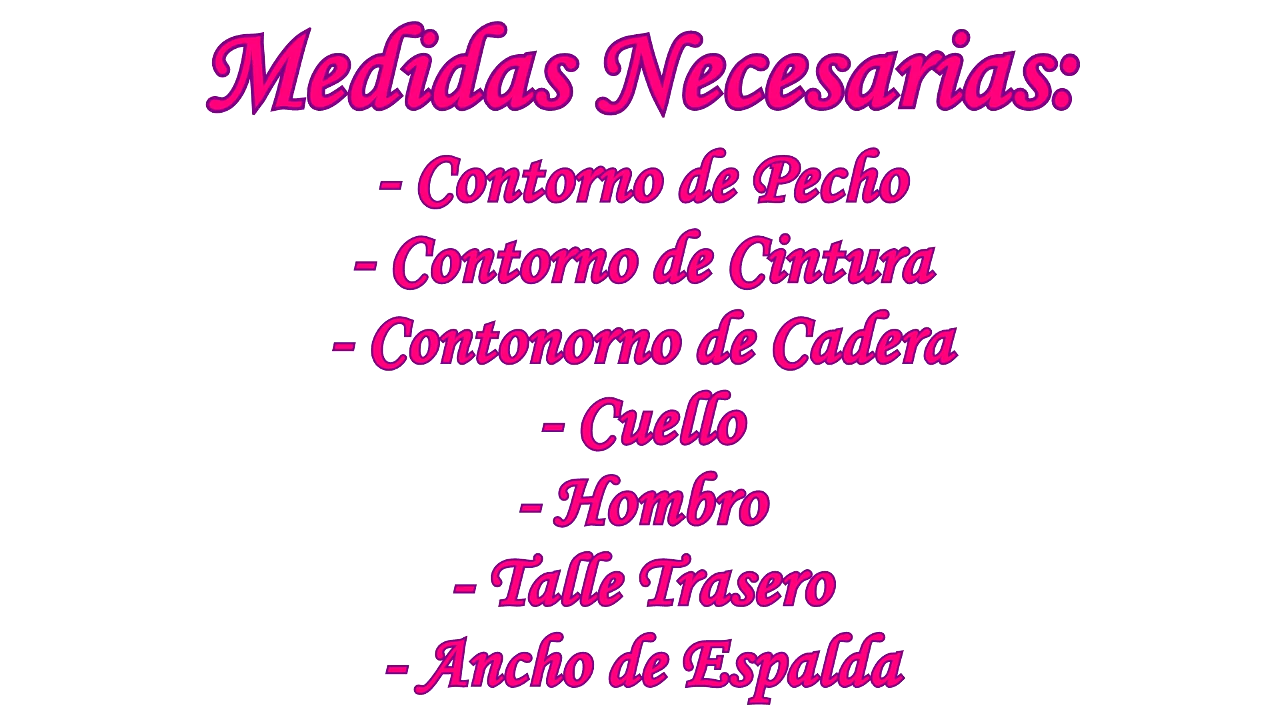 Medidas Necesarias:
- Contorno de Pecho
- Contorno de Cintura
- Contonorno de Cadera
- Cuello
- Hombro
- Talle Trasero
- Ancho de Espalda